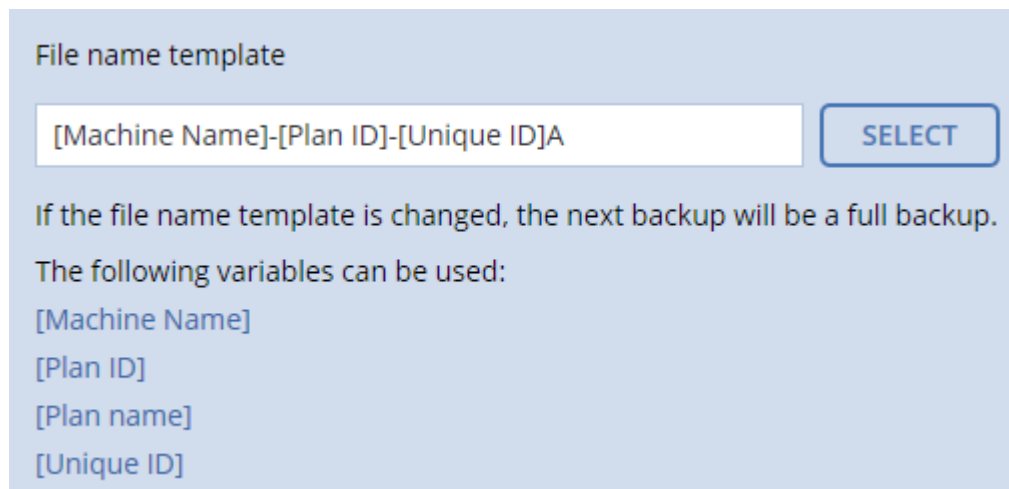 File name template
[Machine Name]-[Plan ID]-[Unique ID]A
SELECT
If the file name template is changed, the next backup will be a full backup.
The following variables can be used:
[Machine Name]
[Plan ID]
[Plan name]
[Unique ID]